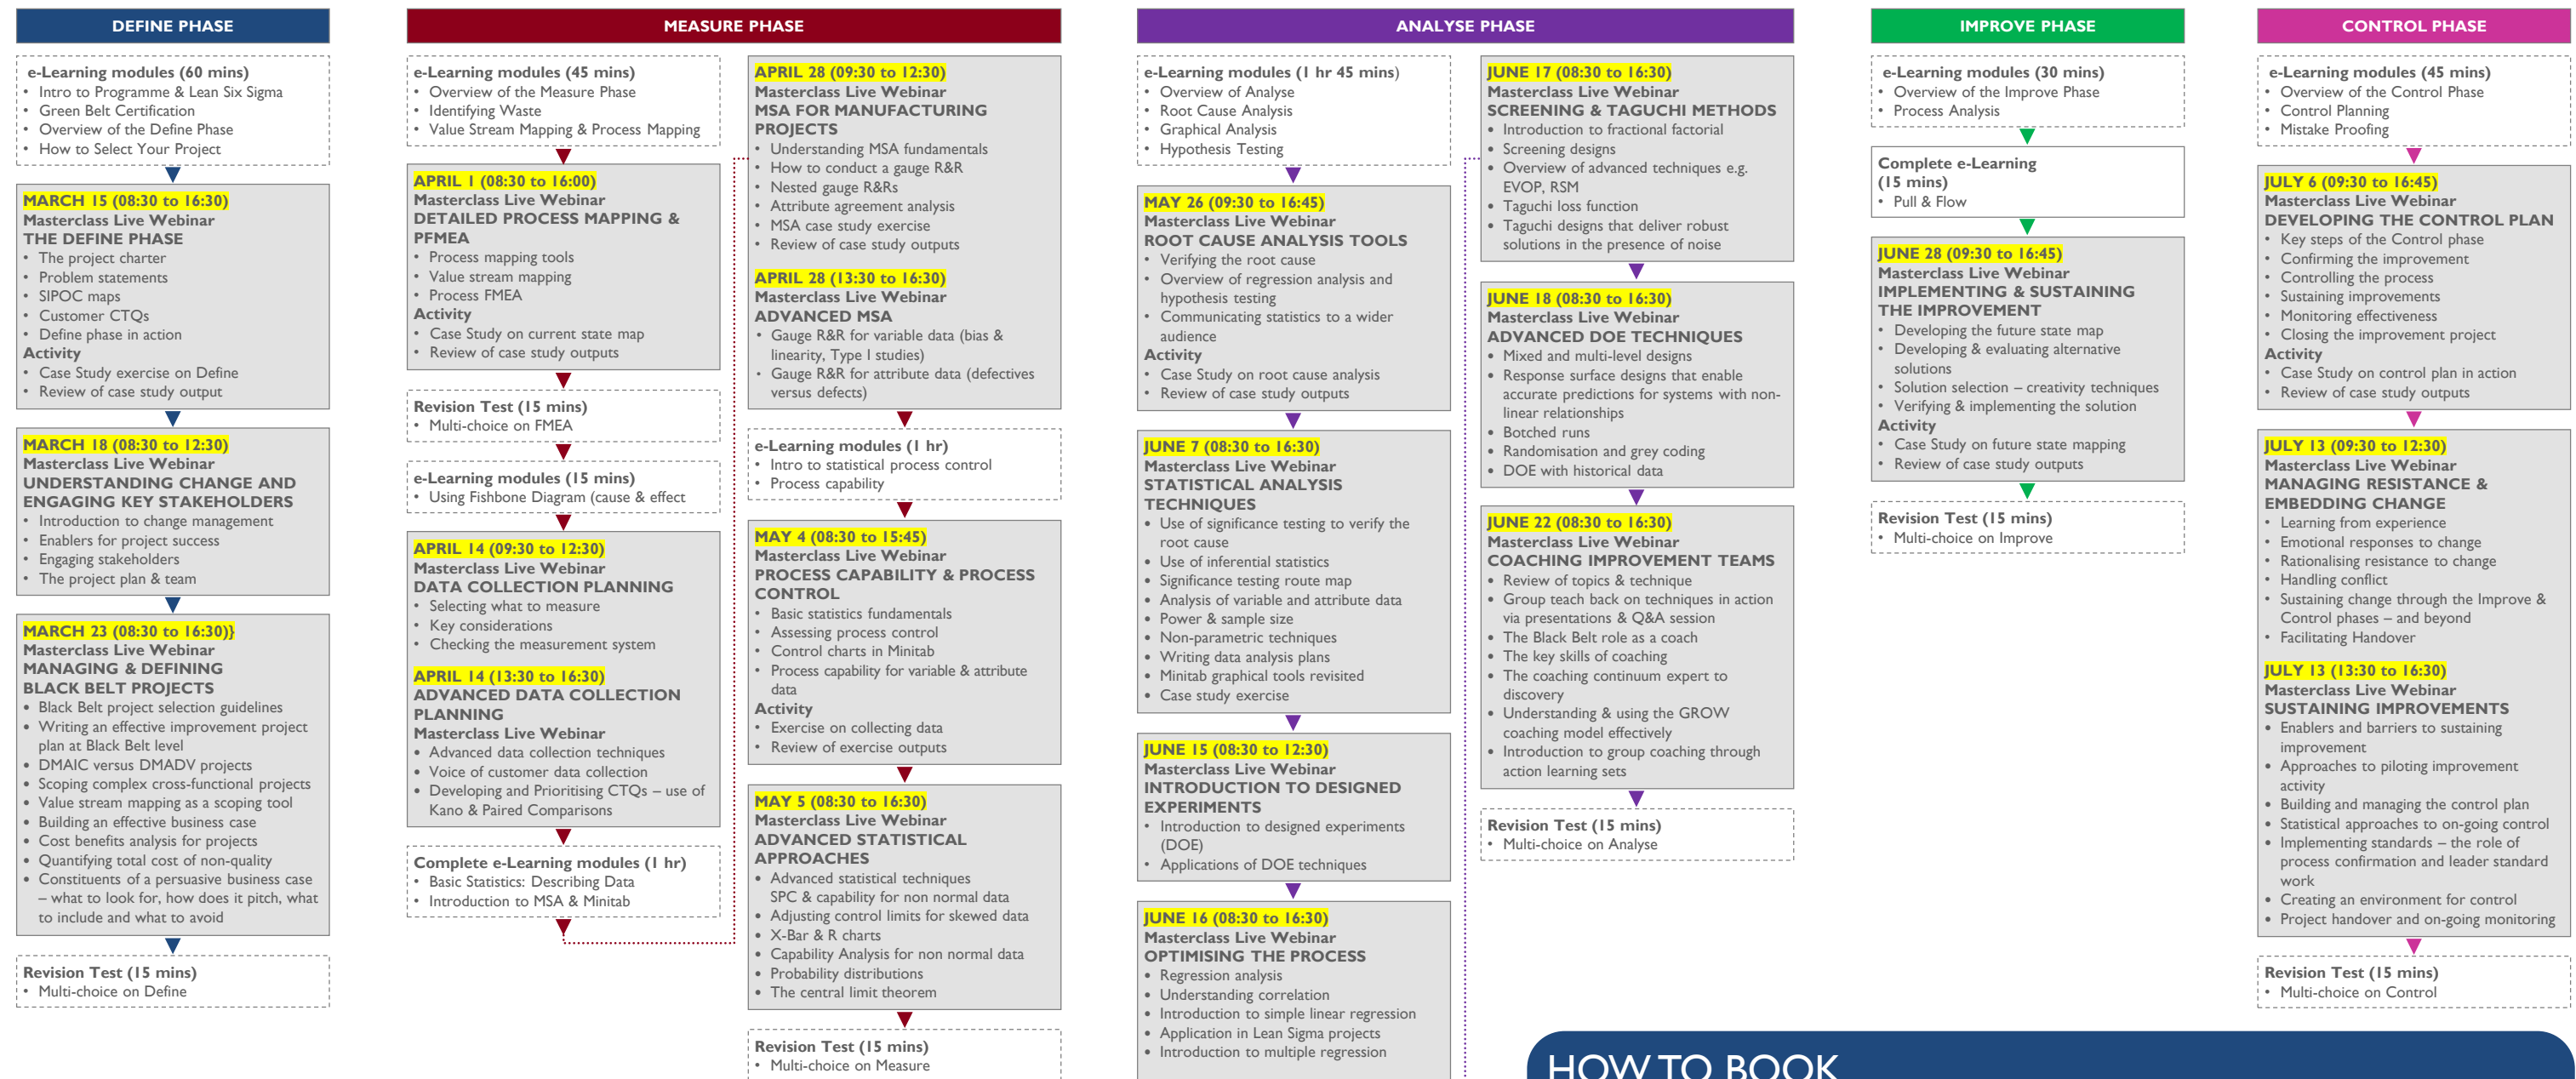 DEFINE PHASE
e-Learning modules (60 mins)
• Intro to Programme & Lean Six Sigma
• Green Belt Certification
• Overview of the Define Phase
• How to Select Your Project
MARCH 15 (08:30 to 16:30)
Masterclass Live Webinar
THE DEFINE PHASE
• The project charter
• Problem statements
• SIPOC maps
• Customer CTQs
• Define phase in action
Activity
• Case Study exercise on Define
• Review of case study output
MARCH 18 (08:30 to 12:30)
Masterclass Live Webinar
UNDERSTANDING CHANGE AND
ENGAGING KEY STAKEHOLDERS
• Introduction to change management
• Enablers for project success
• Engaging stakeholders
• The project plan & team
MARCH 23 (08:30 to 16:30)}
Masterclass Live Webinar
MANAGING & DEFINING
BLACK BELT PROJECTS
• Black Belt project selection guidelines
• Writing an effective improvement project
plan at Black Belt level
• DMAIC versus DMADV projects
• Scoping complex cross-functional projects
• Value stream mapping as a scoping tool
• Building an effective business case
• Cost benefits analysis for projects
• Quantifying total cost of non-quality
• Constituents of a persuasive business case
– what to look for, how does it pitch, what
to include and what to avoid
Revision Test (15 mins)
• Multi-choice on Define
MEASURE PHASE
e-Learning modules (45 mins)
• Overview of the Measure Phase
• Identifying Waste
• Value Stream Mapping & Process Mapping
APRIL 1 (08:30 to 16:00)
Masterclass Live Webinar
DETAILED PROCESS MAPPING &
PFMEA
• Process mapping tools
• Value stream mapping
• Process FMEA
Activity
• Case Study on current state map
• Review of case study outputs
Revision Test (15 mins)
• Multi-choice on FMEA
e-Learning modules (15 mins)
• Using Fishbone Diagram (cause & effect
APRIL 14 (09:30 to 12:30)
Masterclass Live Webinar
DATA COLLECTION PLANNING
• Selecting what to measure
• Key considerations
• Checking the measurement system
APRIL 14 (13:30 to 16:30)
ADVANCED DATA COLLECTION
PLANNING
Masterclass Live Webinar
• Advanced data collection techniques
• Voice of customer data collection
• Developing and Prioritising CTQs – use of
Kano & Paired Comparisons
Complete e-Learning modules (1 hr)
• Basic Statistics: Describing Data
• Introduction to MSA & Minitab
APRIL 28 (09:30 to 12:30)
Masterclass Live Webinar
MSA FOR MANUFACTURING
PROJECTS
• Understanding MSA fundamentals
• How to conduct a gauge R&R
• Nested gauge R&Rs
• Attribute agreement analysis
• MSA case study exercise
• Review of case study outputs
APRIL 28 (13:30 to 16:30)
Masterclass Live Webinar
ADVANCED MSA
• Gauge R&R for variable data (bias &
linearity, Type I studies)
• Gauge R&R for attribute data (defectives
versus defects)
e-Learning modules (1 hr)
• Intro to statistical process control
• Process capability
MAY 4 (08:30 to 15:45)
Masterclass Live Webinar
PROCESS CAPABILITY & PROCESS
CONTROL
• Basic statistics fundamentals
• Assessing process control
• Control charts in Minitab
• Process capability for variable & attribute
data
Activity
• Exercise on collecting data
• Review of exercise outputs
MAY 5 (08:30 to 16:30)
Masterclass Live Webinar
ADVANCED STATISTICAL
APPROACHES
• Advanced statistical techniques
SPC & capability for non normal data
• Adjusting control limits for skewed data
• X-Bar & R charts
• Capability Analysis for non normal data
• Probability distributions
• The central limit theorem
Revision Test (15 mins)
• Multi-choice on Measure
ANALYSE PHASE
e-Learning modules (1 hr 45 mins)
• Overview of Analyse
• Root Cause Analysis
• Graphical Analysis
• Hypothesis Testing
MAY 26 (09:30 to 16:45)
Masterclass Live Webinar
ROOT CAUSE ANALYSIS TOOLS
• Verifying the root cause
• Overview of regression analysis and
hypothesis testing
• Communicating statistics to a wider
audience
Activity
• Case Study on root cause analysis
• Review of case study outputs
JUNE 7 (08:30 to 16:30)
Masterclass Live Webinar
STATISTICAL ANALYSIS
TECHNIQUES
• Use of significance testing to verify the
root cause
• Use of inferential statistics
• Significance testing route map
• Analysis of variable and attribute data
• Power & sample size
• Non-parametric techniques
• Writing data analysis plans
• Minitab graphical tools revisited
• Case study exercise
JUNE 15 (08:30 to 12:30)
Masterclass Live Webinar
INTRODUCTION TO DESIGNED
EXPERIMENTS
• Introduction to designed experiments
(DOE)
• Applications of DOE techniques
JUNE 16 (08:30 to 16:30)
Masterclass Live Webinar
OPTIMISING THE PROCESS
• Regression analysis
• Understanding correlation
• Introduction to simple linear regression
• Application in Lean Sigma projects
• Introduction to multiple regression
JUNE 17 (08:30 to 16:30)
Masterclass Live Webinar
SCREENING & TAGUCHI METHODS
• Introduction to fractional factorial
• Screening designs
• Overview of advanced techniques e.g.
EVOP, RSM
• Taguchi loss function
• Taguchi designs that deliver robust
solutions in the presence of noise
JUNE 18 (08:30 to 16:30)
Masterclass Live Webinar
ADVANCED DOE TECHNIQUES
• Mixed and multi-level designs
• Response surface designs that enable
accurate predictions for systems with non-
linear relationships
• Botched runs
• Randomisation and grey coding
• DOE with historical data
JUNE 22 (08:30 to 16:30)
Masterclass Live Webinar
COACHING IMPROVEMENT TEAMS
• Review of topics & technique
• Group teach back on techniques in action
via presentations & Q&A session
• The Black Belt role as a coach
• The key skills of coaching
• The coaching continuum expert to
discovery
• Understanding & using the GROW
coaching model effectively
• Introduction to group coaching through
action learning sets
Revision Test (15 mins)
• Multi-choice on Analyse
IMPROVE PHASE
e-Learning modules (30 mins)
• Overview of the Improve Phase
• Process Analysis
Complete e-Learning
(15 mins)
• Pull & Flow
JUNE 28 (09:30 to 16:45)
Masterclass Live Webinar
IMPLEMENTING & SUSTAINING
THE IMPROVEMENT
• Developing the future state map
• Developing & evaluating alternative
solutions
• Solution selection – creativity techniques
• Verifying & implementing the solution
Activity
• Case Study on future state mapping
• Review of case study outputs
Revision Test (15 mins)
• Multi-choice on Improve
CONTROL PHASE
e-Learning modules (45 mins)
• Overview of the Control Phase
• Control Planning
• Mistake Proofing
JULY 6 (09:30 to 16:45)
Masterclass Live Webinar
DEVELOPING THE CONTROL PLAN
• Key steps of the Control phase
• Confirming the improvement
• Controlling the process
• Sustaining improvements
• Monitoring effectiveness
• Closing the improvement project
Activity
• Case Study on control plan in action
• Review of case study outputs
JULY 13 (09:30 to 12:30)
Masterclass Live Webinar
MANAGING RESISTANCE &
EMBEDDING CHANGE
• Learning from experience
• Emotional responses to change
• Rationalising resistance to change
• Handling conflict
• Sustaining change through the Improve &
Control phases – and beyond
• Facilitating Handover
JULY 13 (13:30 to 16:30)
Masterclass Live Webinar
SUSTAINING IMPROVEMENTS
• Enablers and barriers to sustaining
improvement
• Approaches to piloting improvement
activity
• Building and managing the control plan
• Statistical approaches to on-going control
• Implementing standards – the role of
process confirmation and leader standard
work
• Creating an environment for control
• Project handover and on-going monitoring
Revision Test (15 mins)
• Multi-choice on Control
HOW TO BOOK